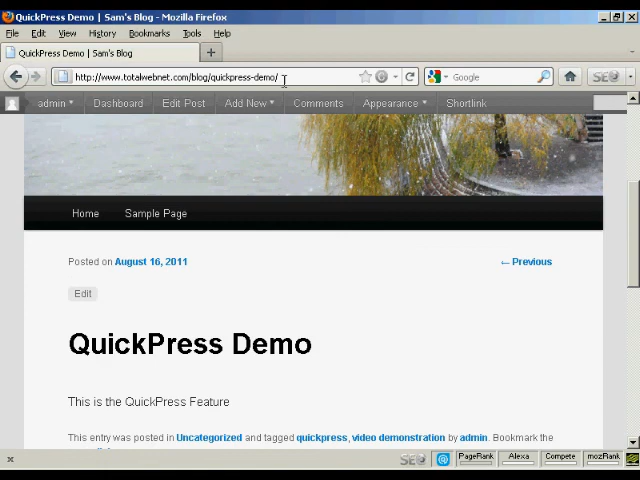 QuickPress Demo | Sam's Blog - Mozilla Firefox
File Edit View History Bookmarks Tools Help
QuickPress Demo | Sam's Blog
http://www.totalwebnet.com/blog/quickpress-demo/ Google SEO
admin Dashboard Edit Post Add New Comments Appearance Shortlink
Home Sample Page
Posted on August 16, 2011 ← Previous
Edit
QuickPress Demo
This is the QuickPress Feature
This entry was posted in Uncategorized and tagged quickpress, video demonstration by admin. Bookmark the
SEO PageRank Alexa Compete mozRank